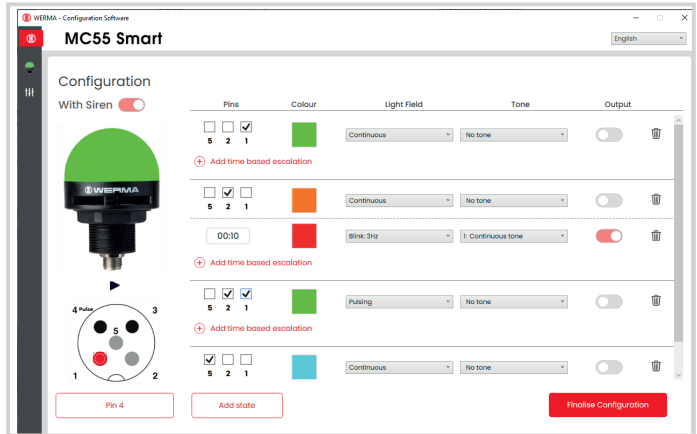 WERMA - Configuration Software
MC55 Smart
English
Configuration
With Siren
Pins Colour Light Field Tone Output
5 2 1
Continuous No tone
Add time based escalation
5 2 1
Continuous No tone
00:10
Blink: 3Hz 1: Continuous tone
Add time based escalation
5 2 1
Pulsing No tone
Add time based escalation
5 2 1
Continuous No tone
WERMA
4 Pulse 3
5
1 2
Pin 4 Add state Finalise Configuration